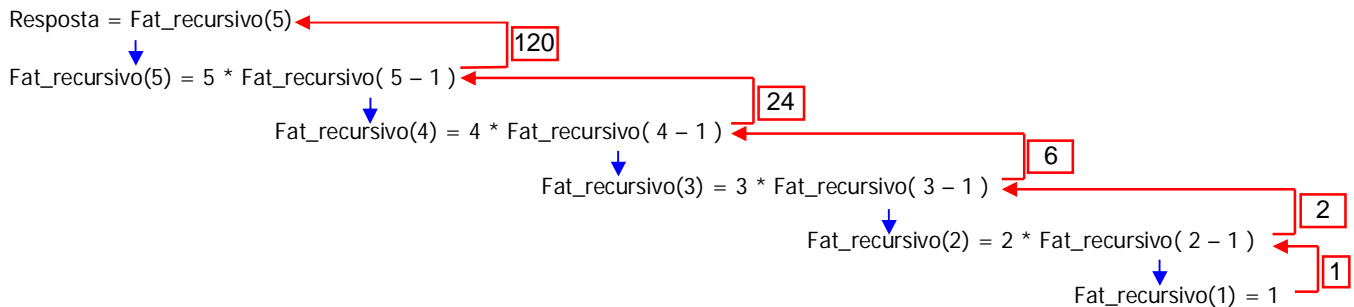 Resposta = Fat_recursivo(5)
120
Fat_recursivo(5) = 5 * Fat_recursivo( 5 – 1 )
24
Fat_recursivo(4) = 4 * Fat_recursivo( 4 – 1 )
6
Fat_recursivo(3) = 3 * Fat_recursivo( 3 – 1 )
2
Fat_recursivo(2) = 2 * Fat_recursivo( 2 – 1 )
1
Fat_recursivo(1) = 1